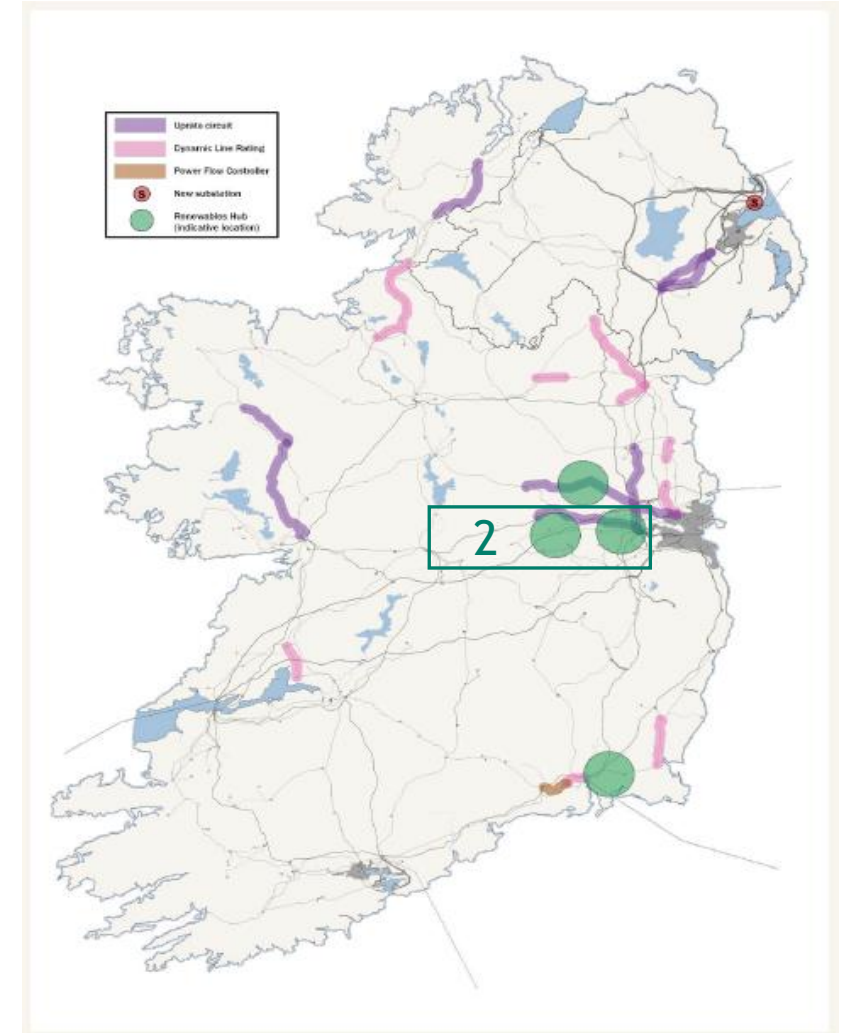 Uprate circuit
Dynamic Line Rating
Power Flow Controller
S New substation
Renewables Hub
(indicative location)
S
2